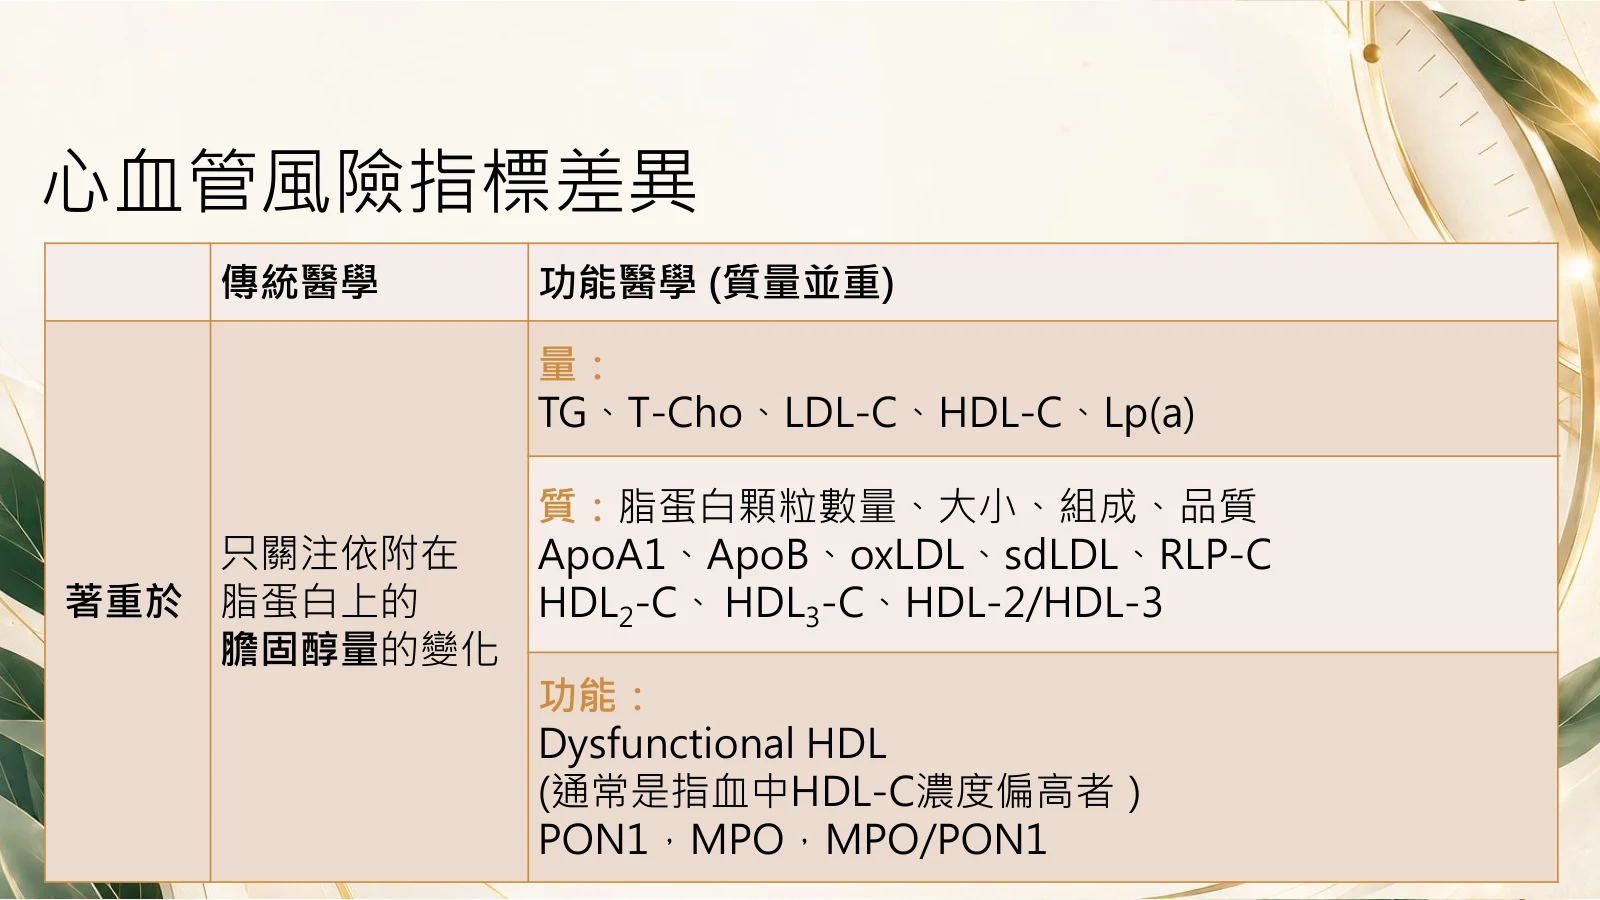 心血管風險指標差異
傳統醫學
功能醫學 (質量並重)
著重於
只關注依附在
脂蛋白上的
膽固醇量的變化
量：
TG、T-Cho、LDL-C、HDL-C、Lp(a)
質：脂蛋白顆粒數量、大小、組成、品質
ApoA1、ApoB、oxLDL、sdLDL、RLP-C
HDL₂-C、 HDL₃-C、HDL-2/HDL-3
功能：
Dysfunctional HDL
(通常是指血中HDL-C濃度偏高者 )
PON1，MPO，MPO/PON1